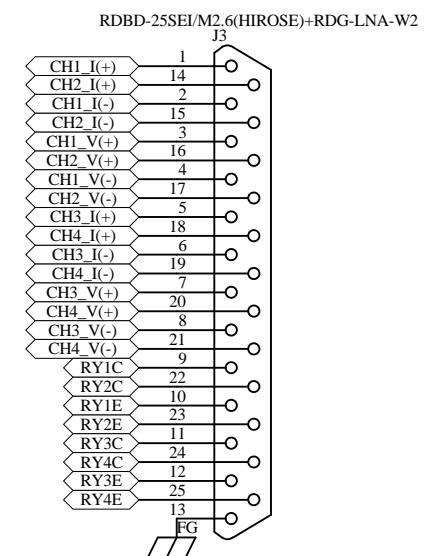 RDBD-25SEI/M2.6(HIROSE)+RDG-LNA-W2
J3
CH1_I(+) 1
CH2_I(+) 14
CH1_I(-) 2
CH2_I(-) 15
CH1_V(+) 3
CH2_V(+) 16
CH1_V(-) 4
CH2_V(-) 17
CH3_I(+) 5
CH4_I(+) 18
CH3_I(-) 6
CH4_I(-) 19
CH3_V(+) 7
CH4_V(+) 20
CH3_V(-) 8
CH4_V(-) 21
RY1C 9
RY2C 22
RY1E 10
RY2E 23
RY3C 11
RY4C 24
RY3E 12
RY4E 25
13
FG